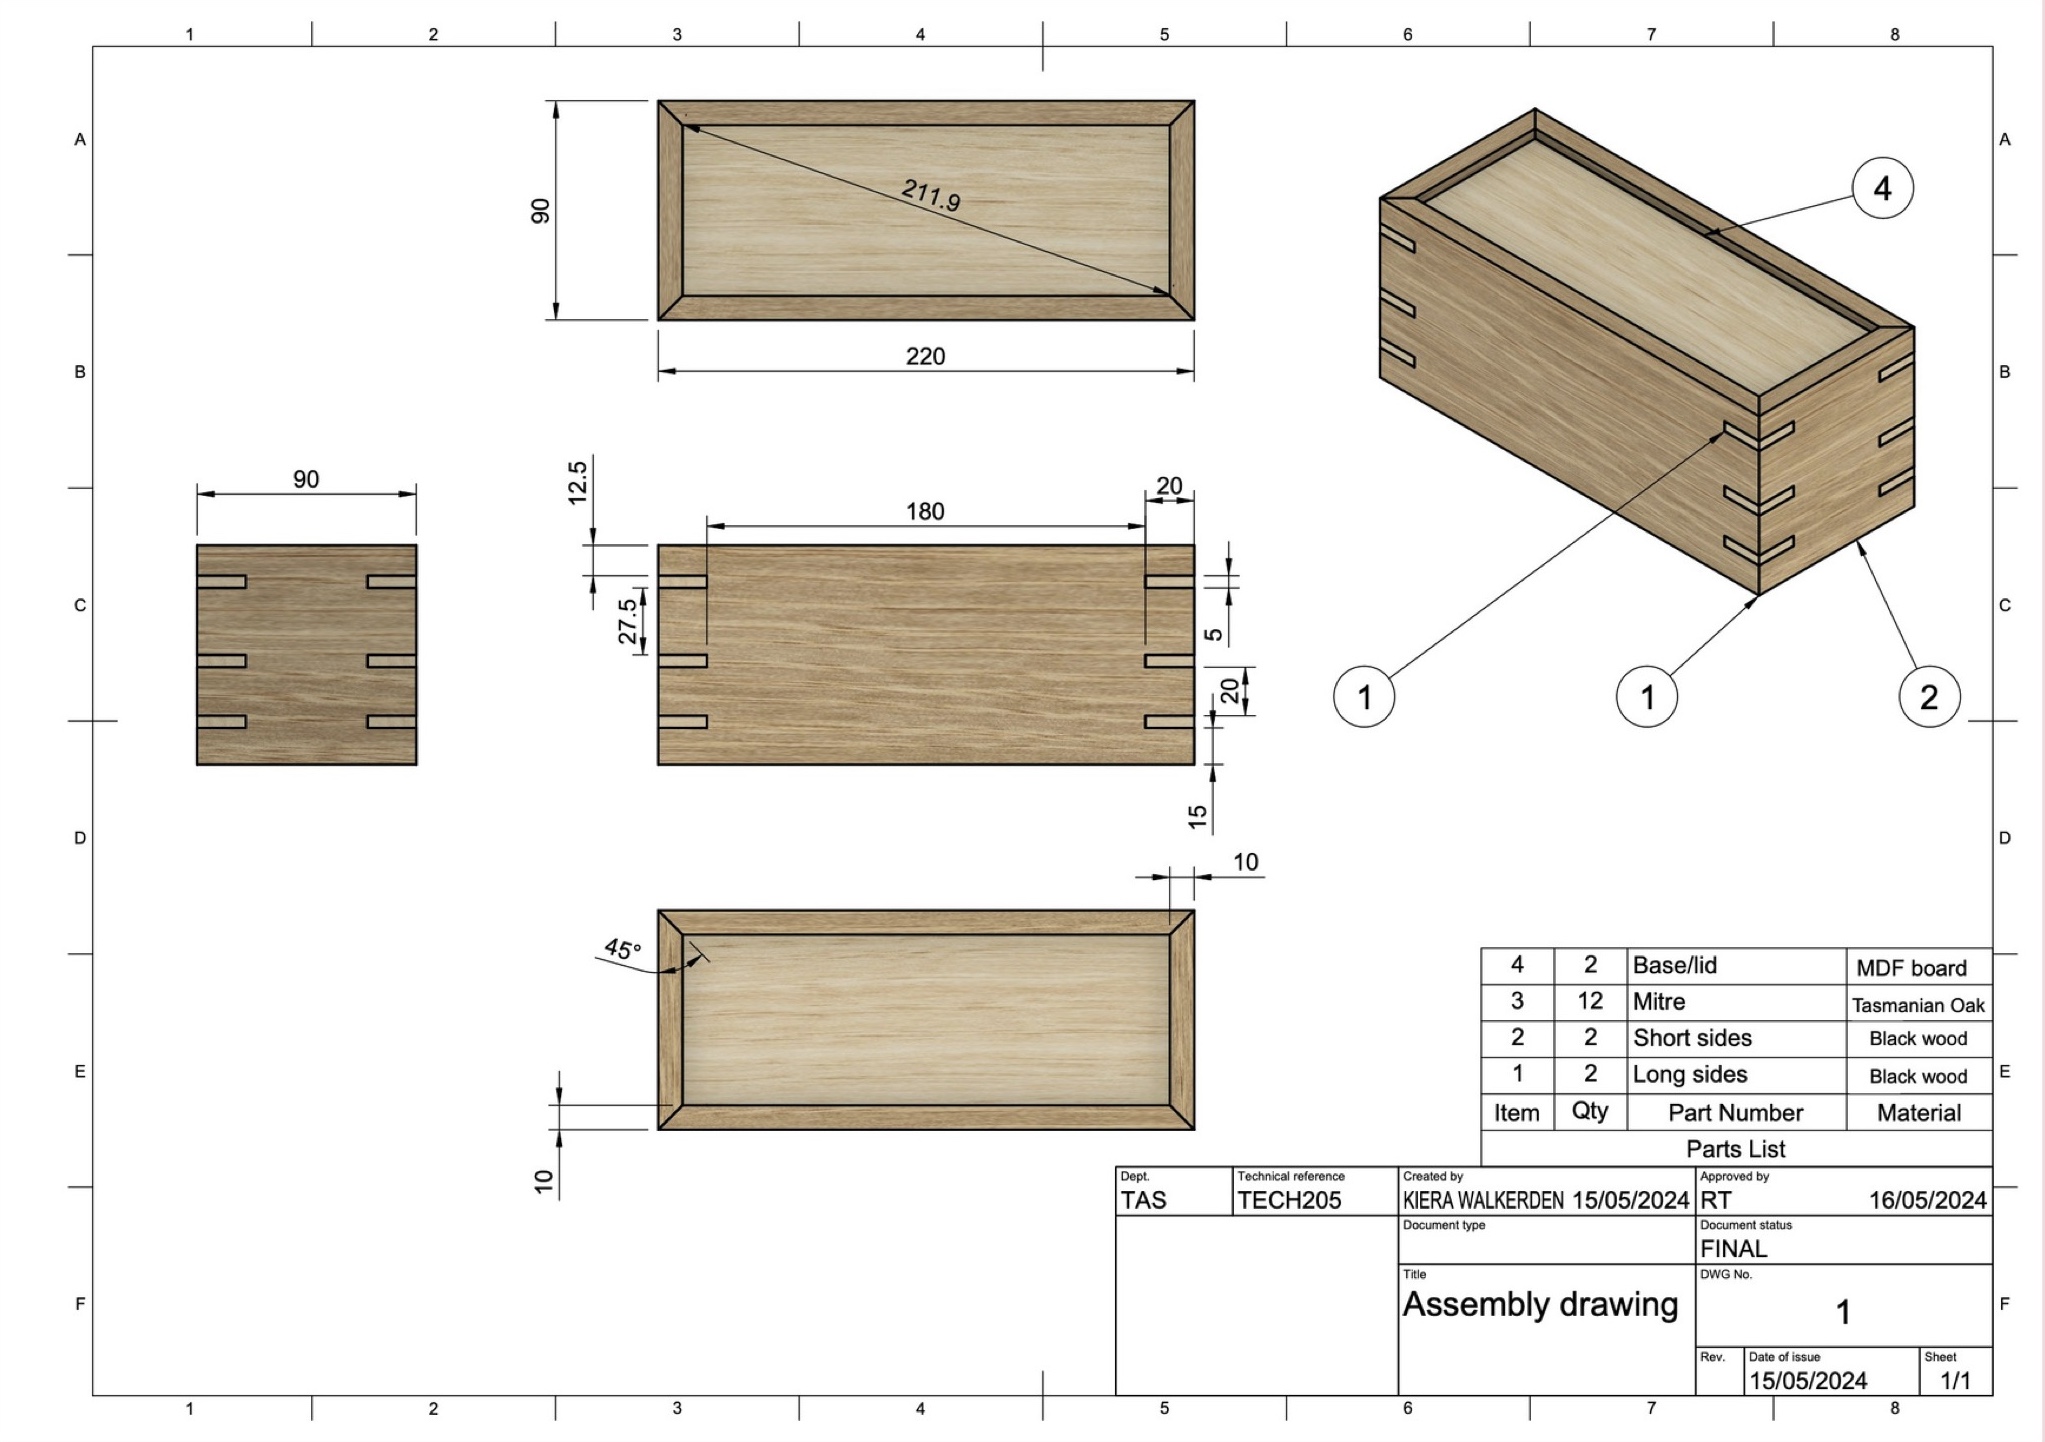 1 2 3 4 5 6 7 8
A A
4
211.9
90
220
B B
90
12.5
20
180
C C
27.5
5
20
15
1 1 2
D D
10
45°
4 2 Base/lid MDF board
3 12 Mitre Tasmanian Oak
2 2 Short sides Black wood
1 2 Long sides Black wood
E E
Item Qty Part Number Material
Parts List
10
Dept. Technical reference Created by Approved by
TAS TECH205 KIERA WALKERDEN 15/05/2024 RT 16/05/2024
Document type Document status
FINAL
Title DWG No.
Assembly drawing 1
F F
Rev. Date of issue Sheet
15/05/2024 1/1
1 2 3 4 5 6 7 8